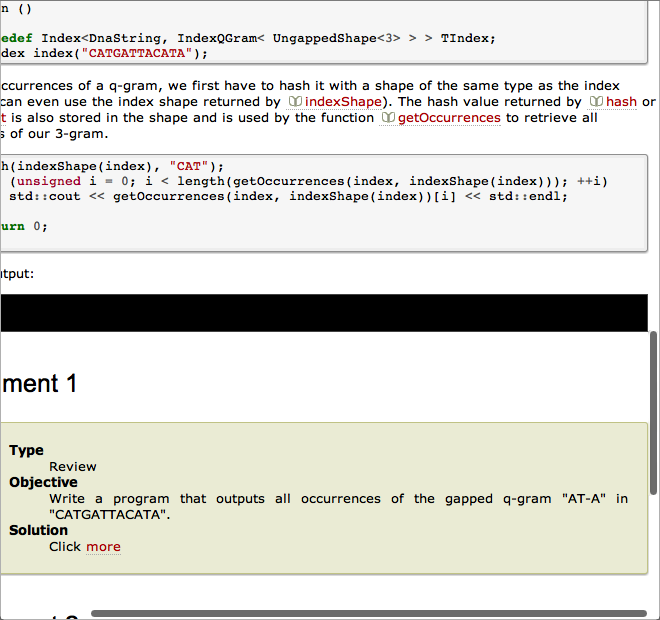 n ()
edef Index<DnaString, IndexQGram< UngappedShape<3> > > TIndex;
dex index("CATGATTACATA");
ccurrences of a q-gram, we first have to hash it with a shape of the same type as the index
can even use the index shape returned by indexShape). The hash value returned by hash or
t is also stored in the shape and is used by the function getOccurrences to retrieve all
s of our 3-gram.
h(indexShape(index), "CAT");
(unsigned i = 0; i < length(getOccurrences(index, indexShape(index))); ++i)
std::cout << getOccurrences(index, indexShape(index))[i] << std::endl;
urn 0;
tput:
ment 1
Type
Review
Objective
Write a program that outputs all occurrences of the gapped q-gram "AT-A" in
"CATGATTACATA".
Solution
Click more